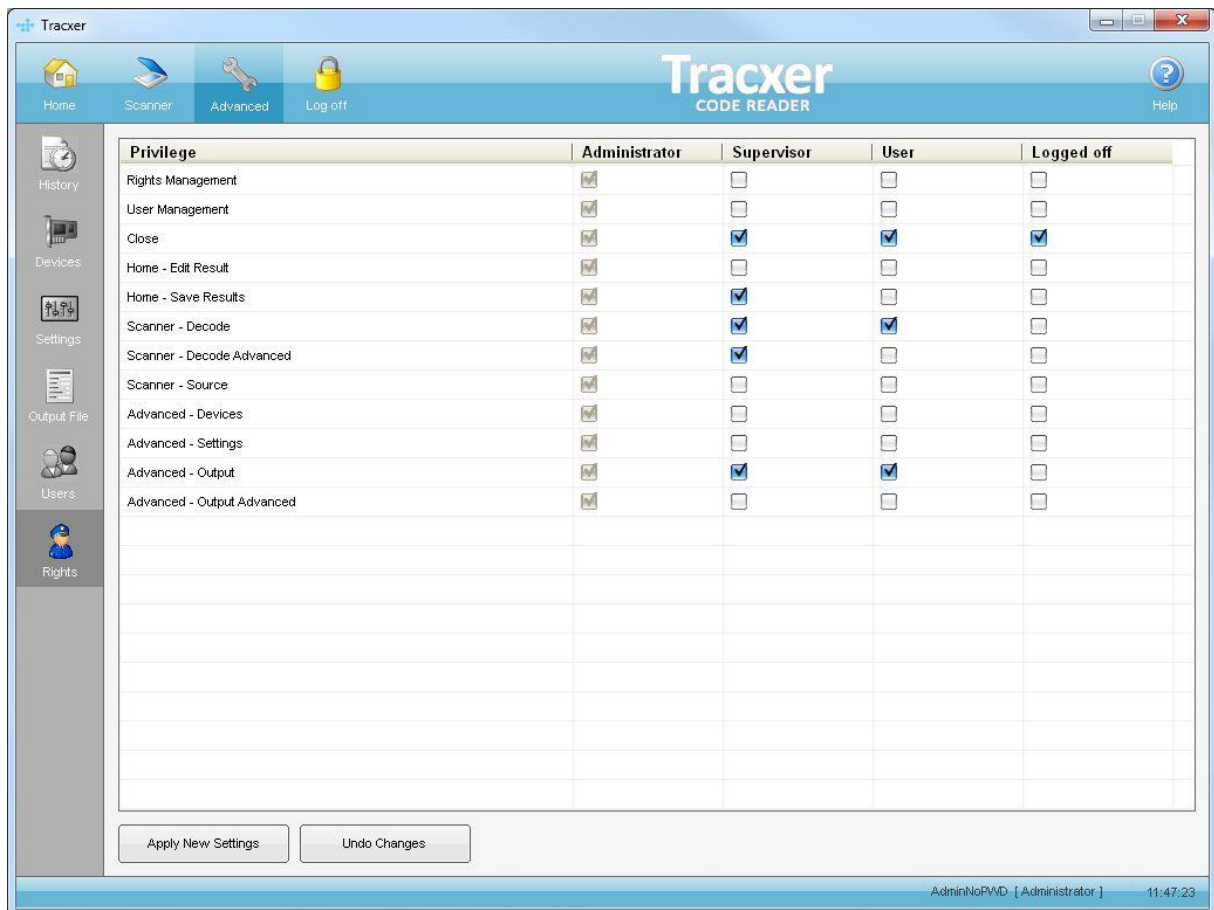 Tracxer
Home
Scanner
Advanced
Log off
Tracxer
CODE READER
Help
History
Devices
Settings
Output File
Users
Rights
Privilege Administrator Supervisor User Logged off
Rights Management
User Management
Close
Home - Edit Result
Home - Save Results
Scanner - Decode
Scanner - Decode Advanced
Scanner - Source
Advanced - Devices
Advanced - Settings
Advanced - Output
Advanced - Output Advanced
Apply New Settings
Undo Changes
AdminNoPWD [ Administrator ] 11:47:23